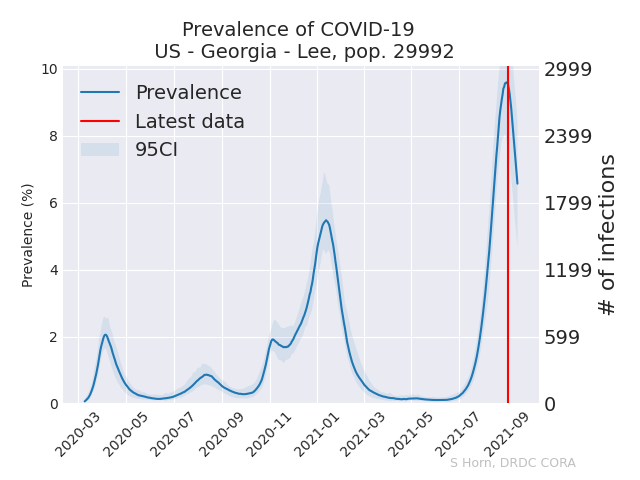 Prevalence of COVID-19
US - Georgia - Lee, pop. 29992
Prevalence
Latest data
95CI
Prevalence (%)
10
8
6
4
2
0
2999
2399
1799
1199
599
0
# of infections
2020-03
2020-05
2020-07
2020-09
2020-11
2021-01
2021-03
2021-05
2021-07
2021-09
S Horn, DRDC CORA